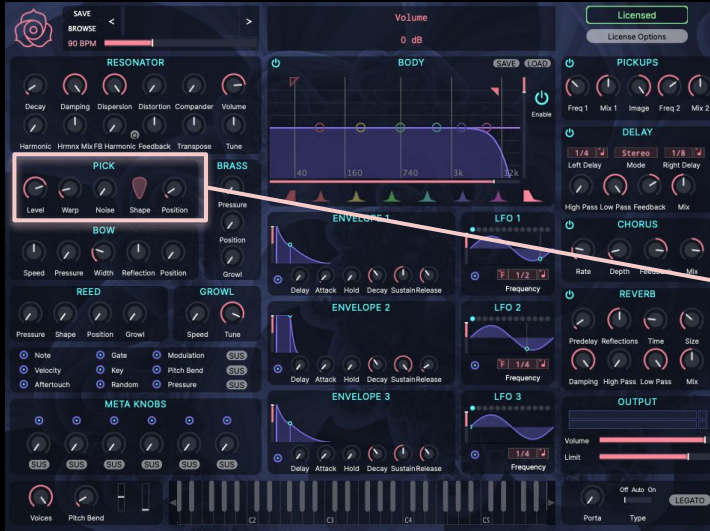 SAVE
BROWSE
90 BPM
< >
Volume
0 dB
Licensed
License Options
RESONATOR
Decay Damping Dispersion Distortion Compander Volume
Harmonic Hrmnx Mix FB Harmonic Feedback Transpose Tune
PICK
Level Warp Noise Shape Position
BRASS
Pressure
Position
Growl
BOW
Speed Pressure Width Reflection Position
REED
Pressure Shape Position Growl
GROWL
Speed Tune
Note Gate Modulation SUS
Velocity Key Pitch Bend SUS
Aftertouch Random Pressure SUS
META KNOBS
SUS SUS SUS SUS SUS SUS
Voices Pitch Bend
BODY SAVE LOAD
Enable
40 160 740 3k 12k
ENVELOPE 1
Delay Attack Hold Decay Sustain Release
LFO 1
F 1/2
Frequency
ENVELOPE 2
Delay Attack Hold Decay Sustain Release
LFO 2
F 1/4
Frequency
ENVELOPE 3
Delay Attack Hold Decay Sustain Release
LFO 3
1/4
Frequency
C2 C3 C4 C5
PICKUPS
Freq 1 Mix 1 Image Freq 2 Mix 2
DELAY
1/4 Stereo 1/8
Left Delay Mode Right Delay
High Pass Low Pass Feedback Mix
CHORUS
Rate Depth Feedback Mix
REVERB
Predelay Reflections Time Size
Damping High Pass Low Pass Mix
OUTPUT
Volume
Limit
Off Auto On
Porta Type
LEGATO